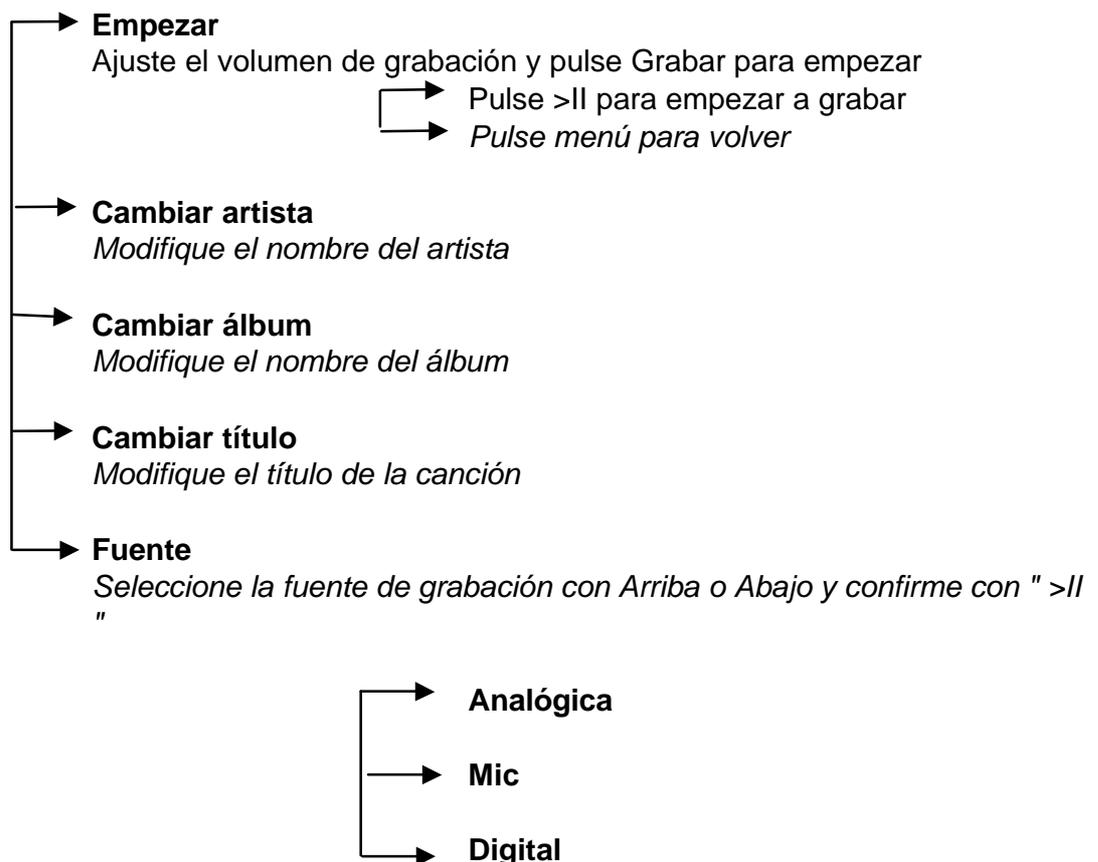 Empezar
Ajuste el volumen de grabación y pulse Grabar para empezar
Pulse >II para empezar a grabar
Pulse menú para volver
Cambiar artista
Modifique el nombre del artista
Cambiar álbum
Modifique el nombre del álbum
Cambiar título
Modifique el título de la canción
Fuente
Seleccione la fuente de grabación con Arriba o Abajo y confirme con " >II
"
Analógica
Mic
Digital